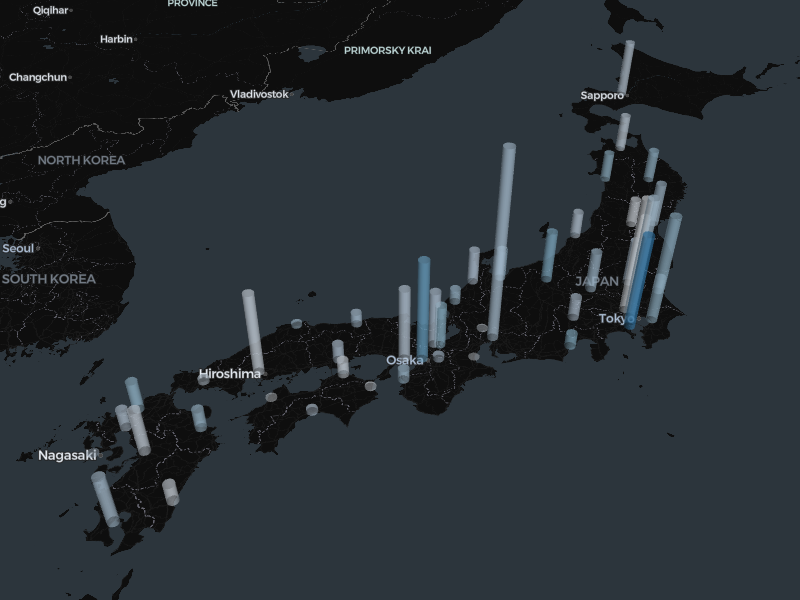 PROVINCE
Qiqihar
Harbin
PRIMORSKY KRAI
Changchun
Vladivostok
Sapporo
NORTH KOREA
g
Seoul
SOUTH KOREA
JAPAN
Tokyo
Osaka
Hiroshima
Nagasaki